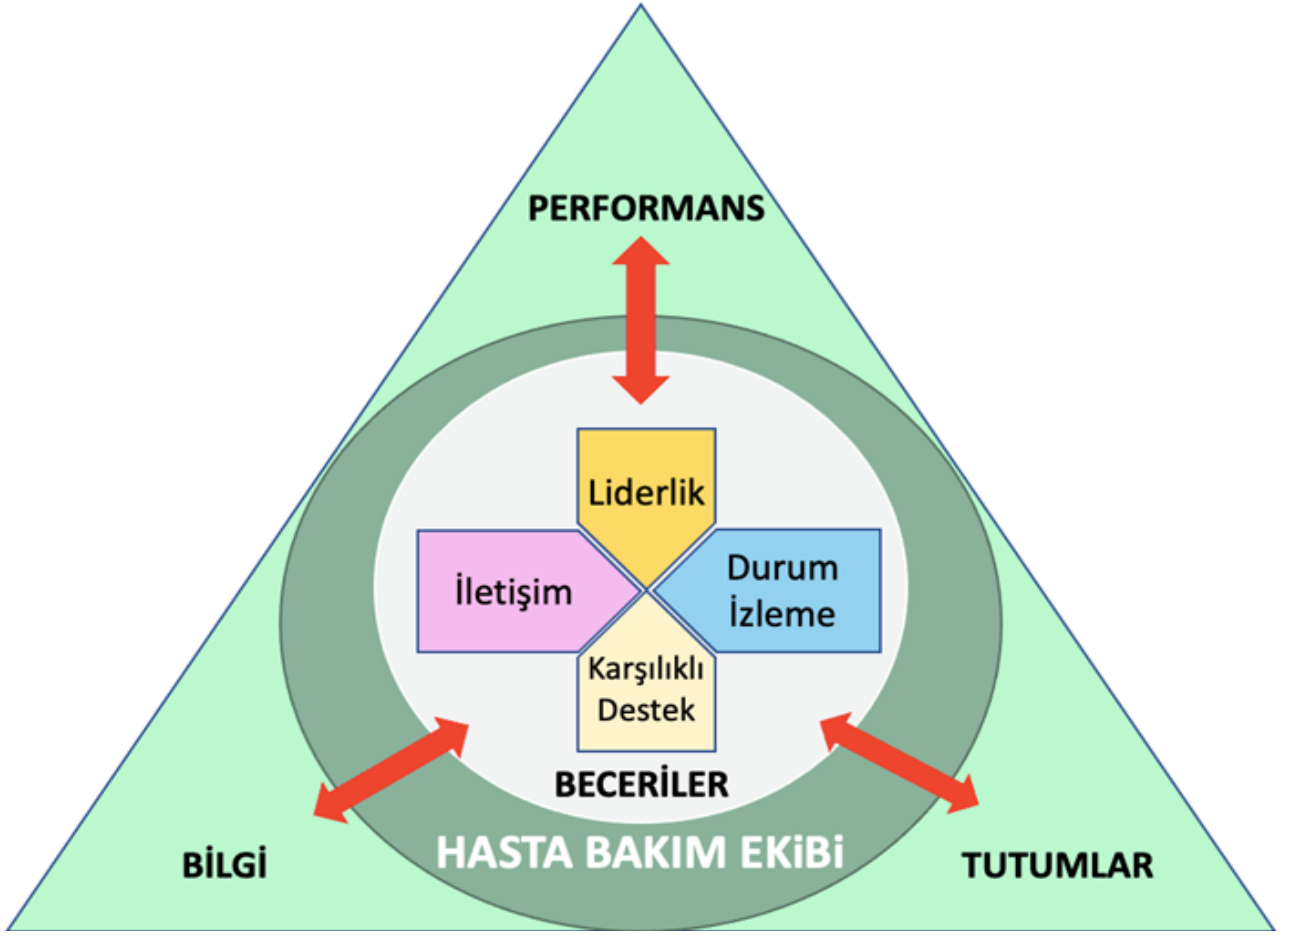 PERFORMANS
Liderlik
İletişim
Durum
İzleme
Karşılıklı
Destek
BECERİLER
HASTA BAKIM EKiBi
BİLGİ
TUTUMLAR